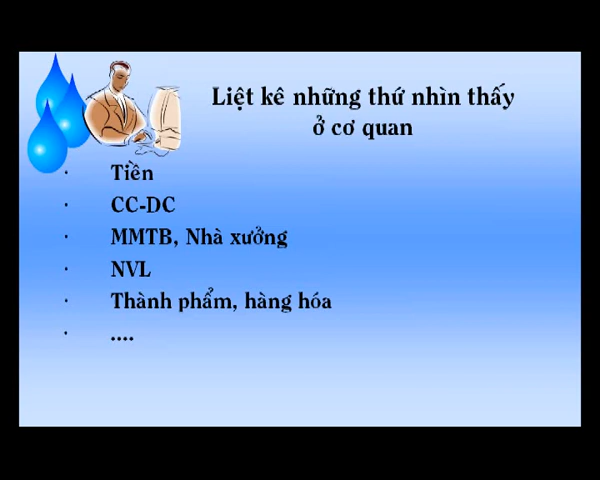 Liệt kê những thứ nhìn thấy
ở cơ quan
· Tiền
· CC-DC
· MMTB, Nhà xưởng
· NVL
· Thành phẩm, hàng hóa
· ....